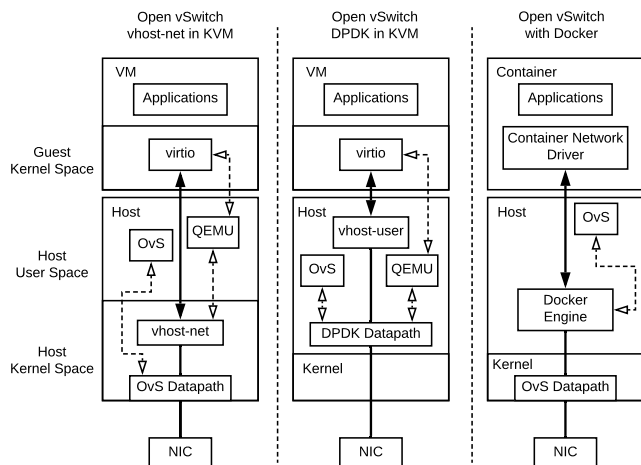 Open vSwitch
vhost-net in KVM
Open vSwitch
DPDK in KVM
Open vSwitch
with Docker
Guest
Kernel Space
Host
User Space
Host
Kernel Space
VM
Applications
virtio
Host
OvS
QEMU
vhost-net
OvS Datapath
NIC
VM
Applications
virtio
Host
vhost-user
OvS
QEMU
DPDK Datapath
Kernel
NIC
Container
Applications
Container Network
Driver
Host
OvS
Docker
Engine
Kernel
OvS Datapath
NIC